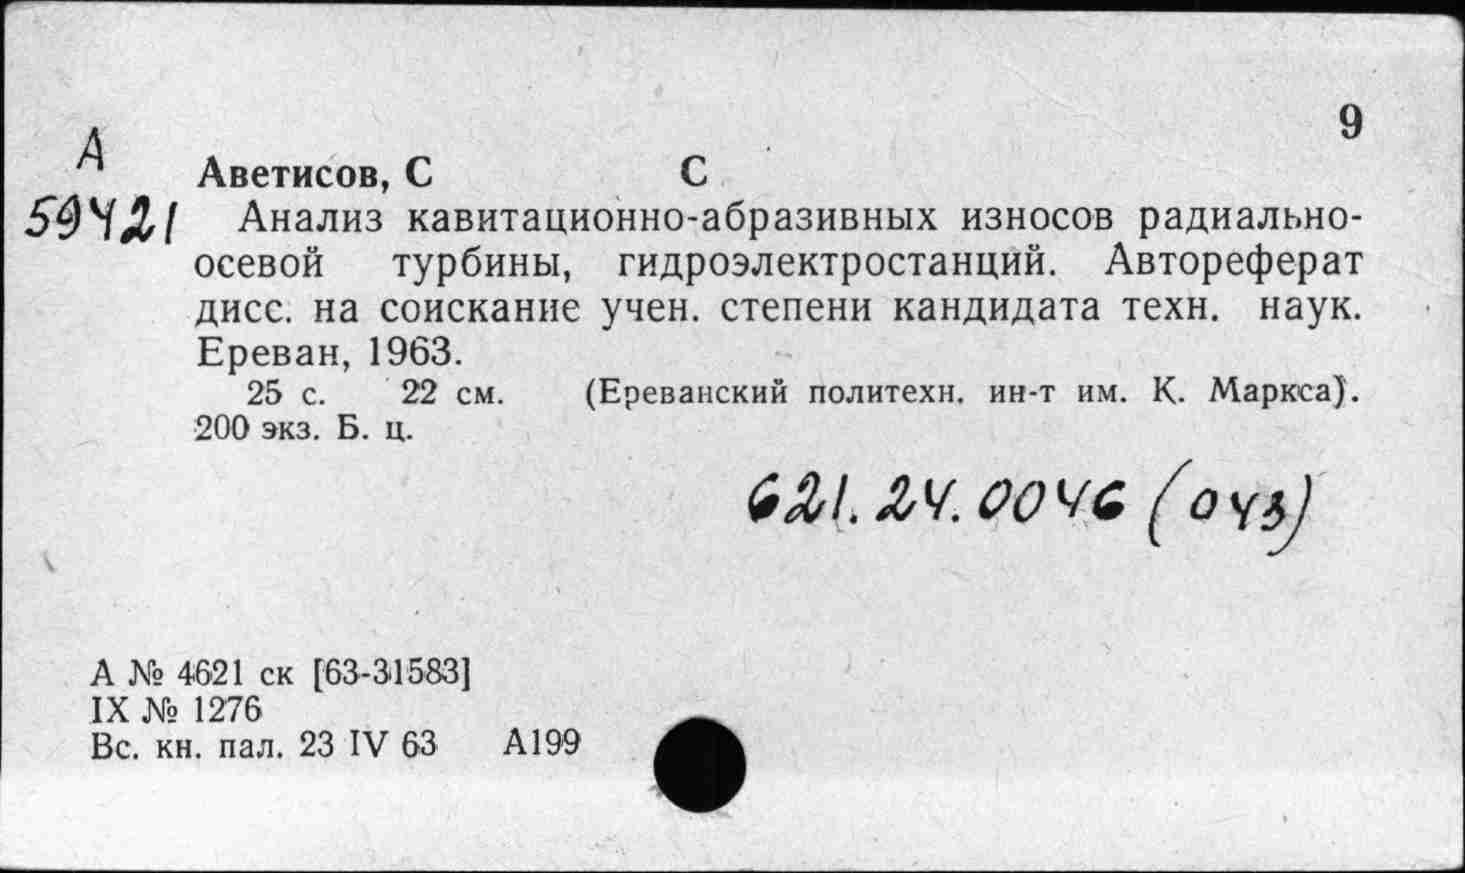 9
А
59421
Аветисов, С С
Анализ кавитационно-абразивных износов радиально-
осевой турбины, гидроэлектростанций. Автореферат
дисс. на соискание учен. степени кандидата техн. наук.
Ереван, 1963.
25 с. 22 см. (Ереванский политехн. ин-т им. К. Маркса).
200 экз. Б. ц.
621.24.0046 (043)
А № 4621 ск [63-31583]
IX № 1276
Вс. кн. пал. 23 IV 63 А199